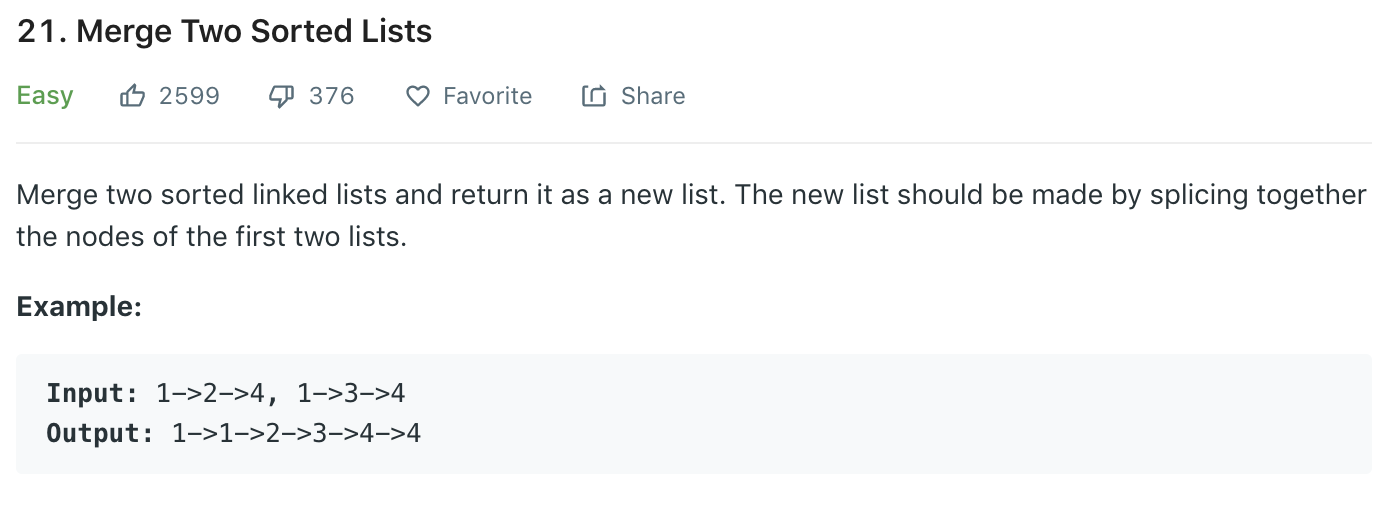 21. Merge Two Sorted Lists
Easy 2599 376 Favorite Share
Merge two sorted linked lists and return it as a new list. The new list should be made by splicing together
the nodes of the first two lists.
Example:
Input: 1->2->4, 1->3->4
Output: 1->1->2->3->4->4